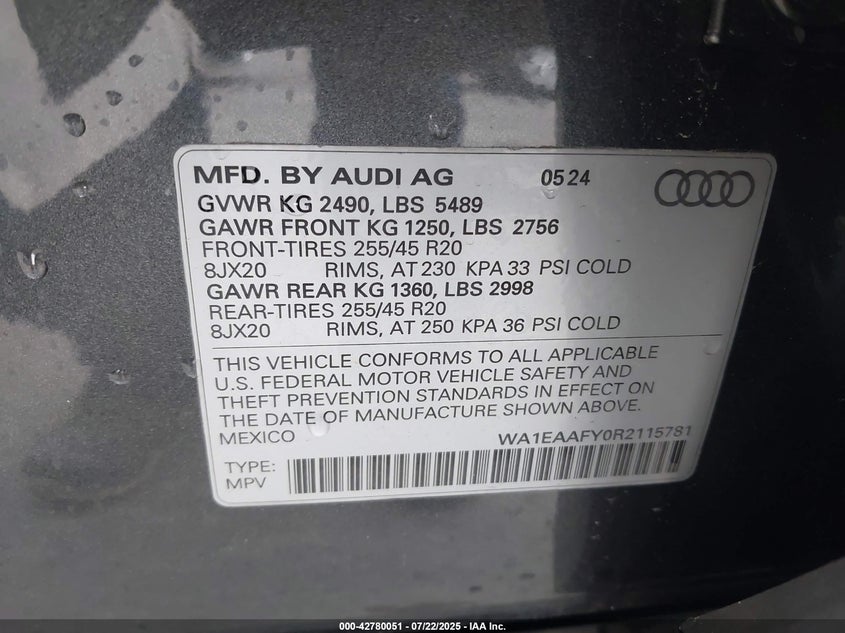 MFD. BY AUDI AG 05 24
GVWR KG 2490, LBS 5489
GAWR FRONT KG 1250, LBS 2756
FRONT-TIRES 255/45 R20
8JX20 RIMS, AT 230 KPA 33 PSI COLD
GAWR REAR KG 1360, LBS 2998
REAR-TIRES 255/45 R20
8JX20 RIMS, AT 250 KPA 36 PSI COLD
THIS VEHICLE CONFORMS TO ALL APPLICABLE
U.S. FEDERAL MOTOR VEHICLE SAFETY AND
THEFT PREVENTION STANDARDS IN EFFECT ON
THE DATE OF MANUFACTURE SHOWN ABOVE.
MEXICO WA1EAAFY0R2115781
TYPE:
MPV
000-42780051 - 07/22/2025 - IAA Inc.